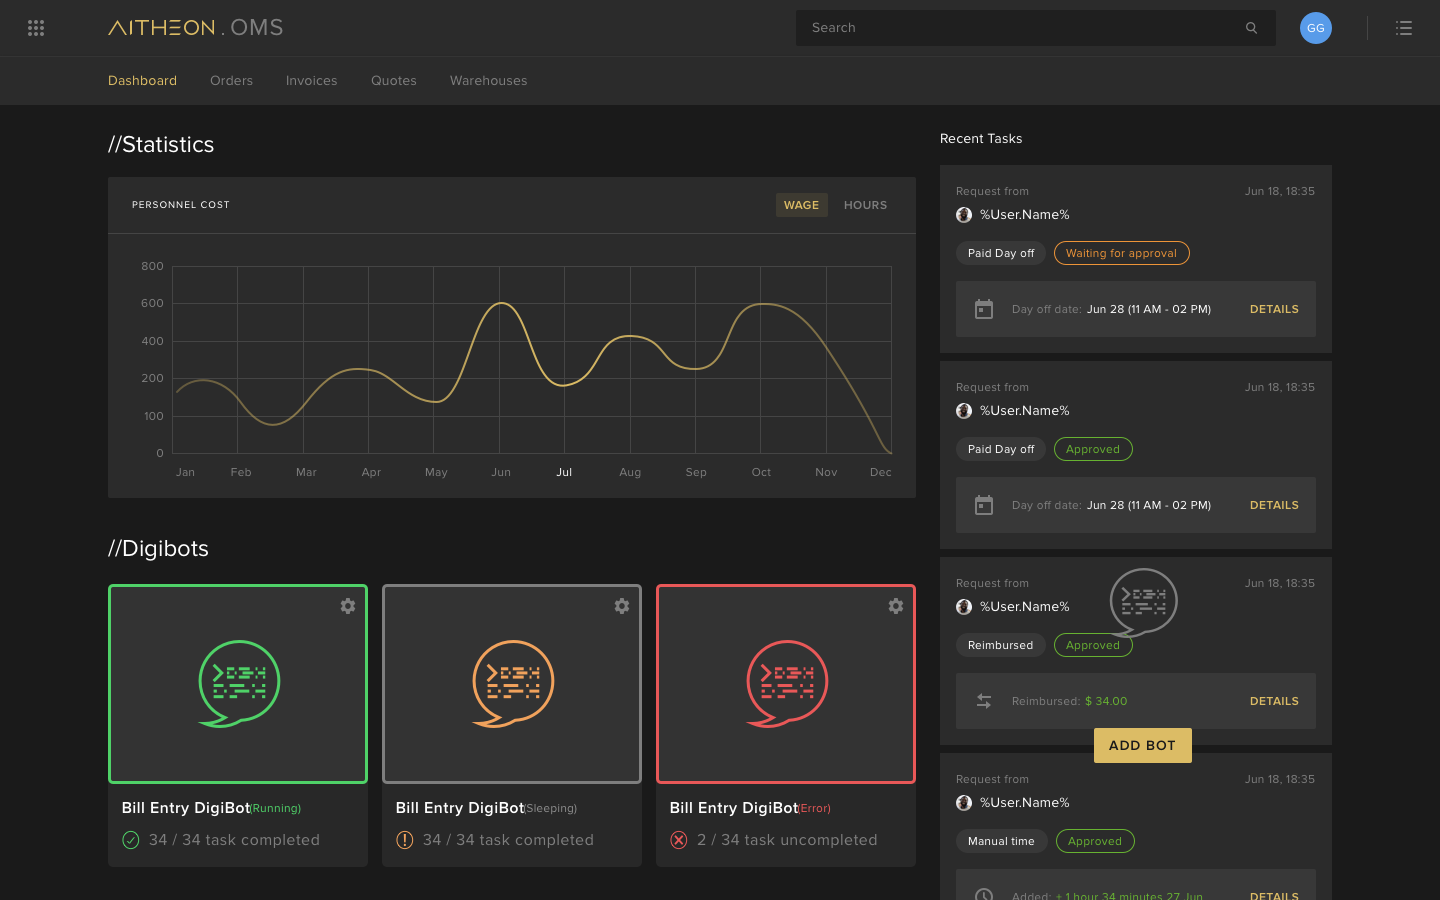 AITHEON . OMS
Search
GG
Dashboard Orders Invoices Quotes Warehouses
//Statistics
PERSONNEL COST
WAGE HOURS
800
600
400
200
100
0
Jan Feb Mar Apr May Jun Jul Aug Sep Oct Nov Dec
//Digibots
Bill Entry DigiBot(Running)
34 / 34 task completed
Bill Entry DigiBot(Sleeping)
34 / 34 task completed
Bill Entry DigiBot(Error)
2 / 34 task uncompleted
Recent Tasks
Request from Jun 18, 18:35
%User.Name%
Paid Day off Waiting for approval
Day off date: Jun 28 (11 AM - 02 PM) DETAILS
Request from Jun 18, 18:35
%User.Name%
Paid Day off Approved
Day off date: Jun 28 (11 AM - 02 PM) DETAILS
Request from Jun 18, 18:35
%User.Name%
Reimbursed Approved
Reimbursed: $ 34.00 DETAILS
ADD BOT
Request from Jun 18, 18:35
%User.Name%
Manual time Approved
Added: + 1 hour 34 minutes 27 Jun DETAILS